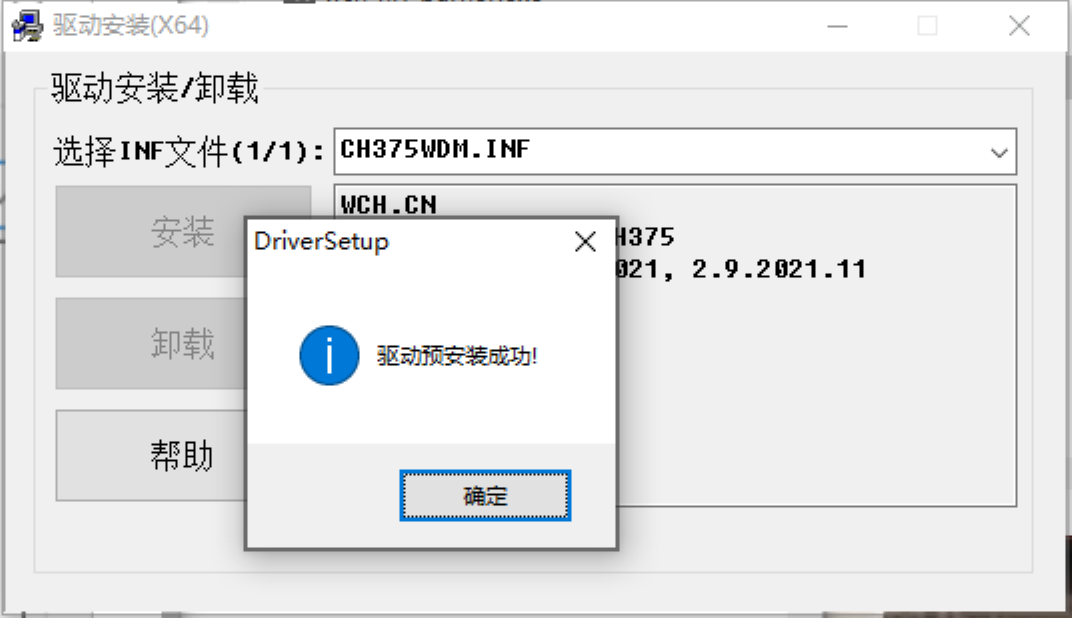 驱动安装(X64)
驱动安装/卸载
选择INF文件(1/1):
CH375WDM.INF
安装
WCH.CN
H375
021, 2.9.2021.11
DriverSetup
驱动预安装成功!
卸载
帮助
确定